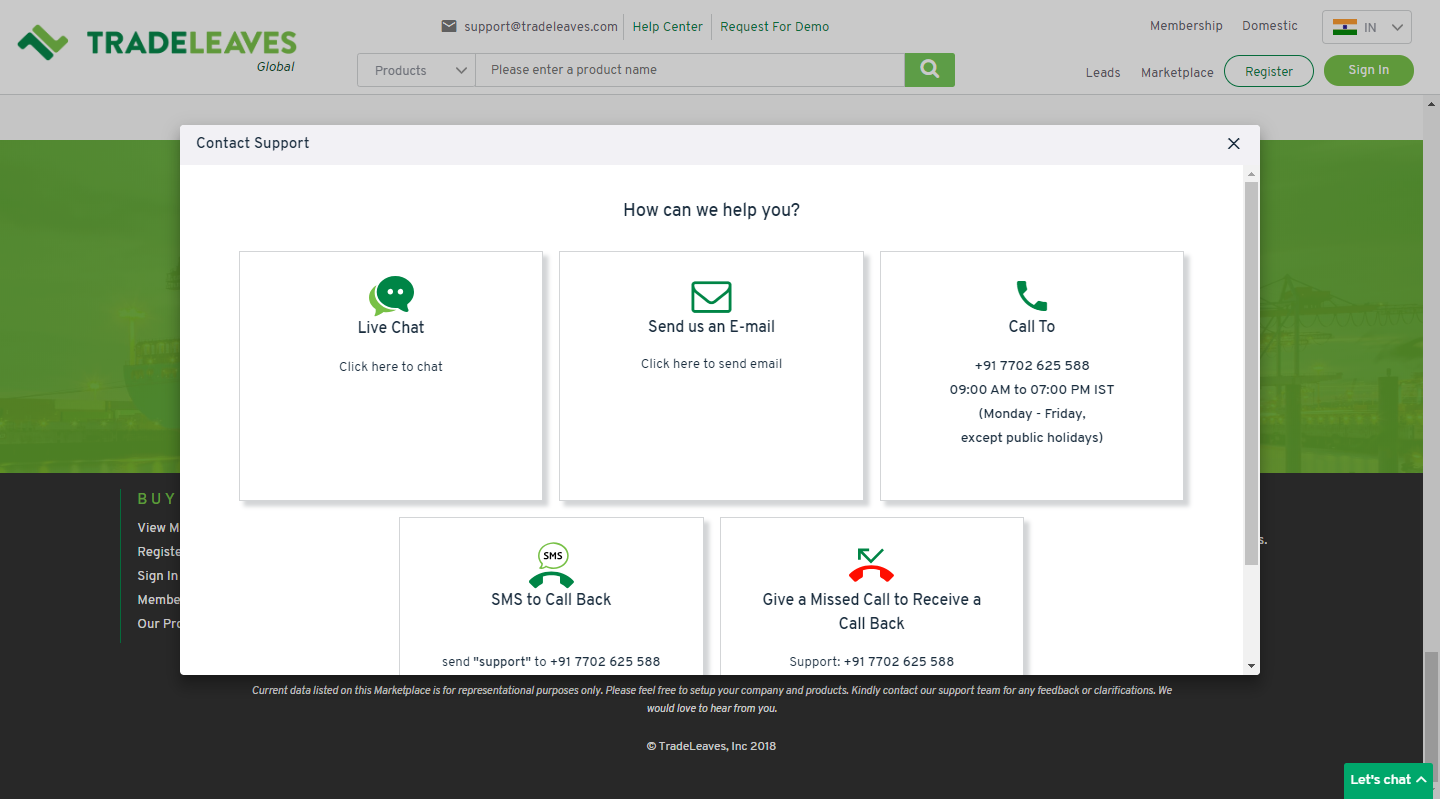 support@tradeleaves.com Help Center Request For Demo Membership Domestic IN
TRADELEAVES
Global
Products Please enter a product name Leads Marketplace Register Sign In
Contact Support
How can we help you?
Live Chat
Click here to chat
Send us an E-mail
Click here to send email
Call To
+91 7702 625 588
09:00 AM to 07:00 PM IST
(Monday - Friday,
except public holidays)
SMS
SMS to Call Back
send "support" to +91 7702 625 588
Give a Missed Call to Receive a
Call Back
Support: +91 7702 625 588
BUY
View M
Registe
Sign In
Membe
Our Pro
s.
Current data listed on this Marketplace is for representational purposes only. Please feel free to setup your company and products. Kindly contact our support team for any feedback or clarifications. We
would love to hear from you.
© TradeLeaves, Inc 2018
Let's chat